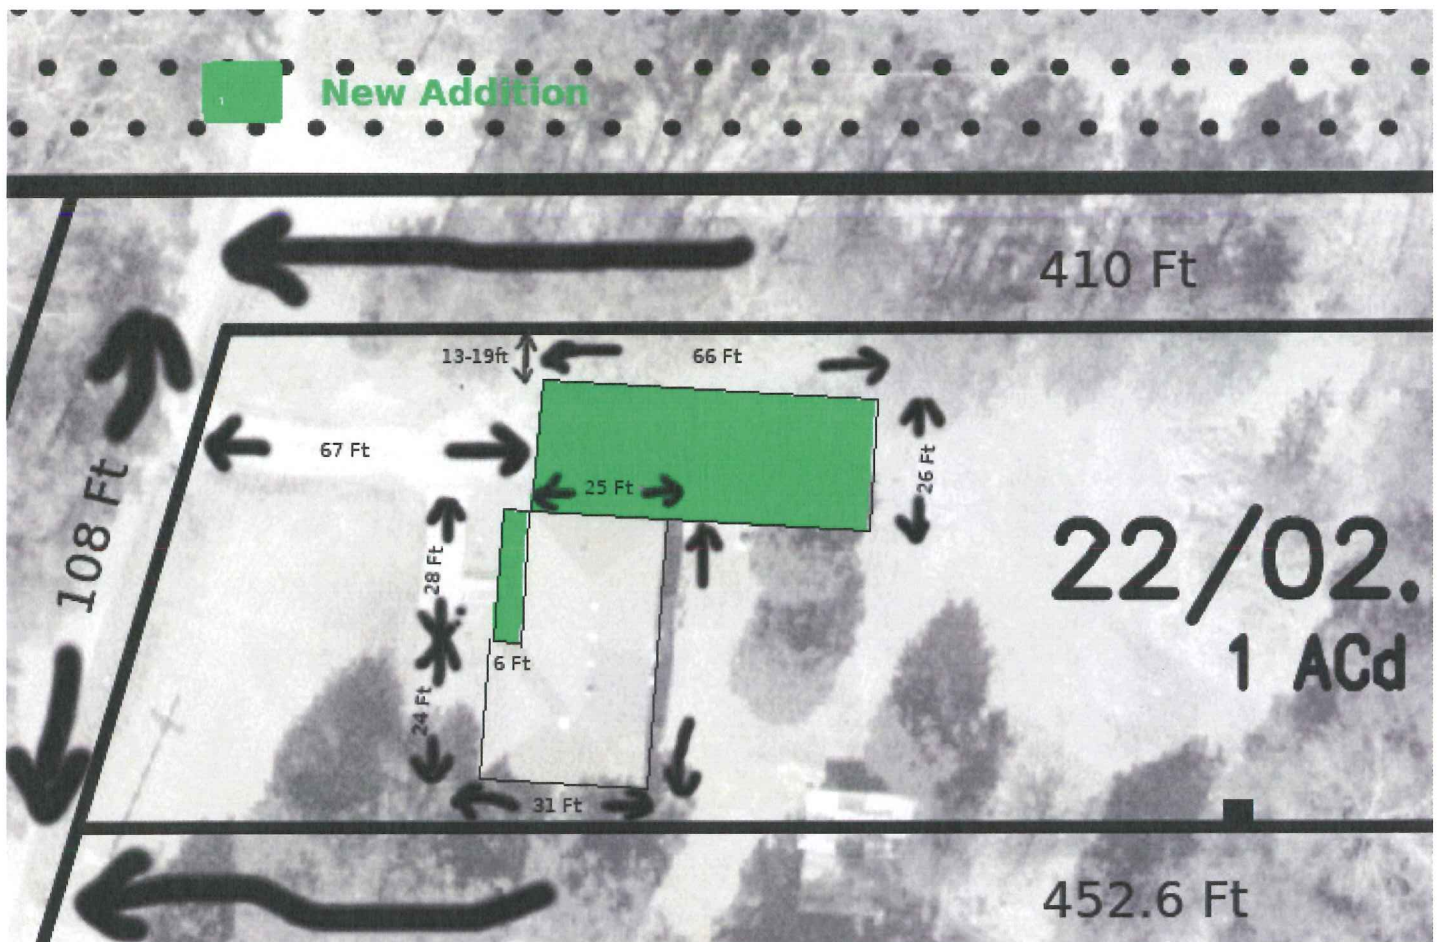 1
New Addition
410 Ft
13-19ft
66 Ft
67 Ft
26 Ft
25 Ft
108 Ft
28 Ft
22/02.
6 Ft
1 ACd
24 Ft
31 Ft
452.6 Ft